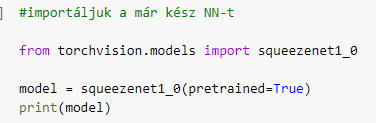 ] #importáljuk a már kész NN-t
from torchvision.models import squeezenet1_0
model = squeezenet1_0(pretrained=True)
print(model)